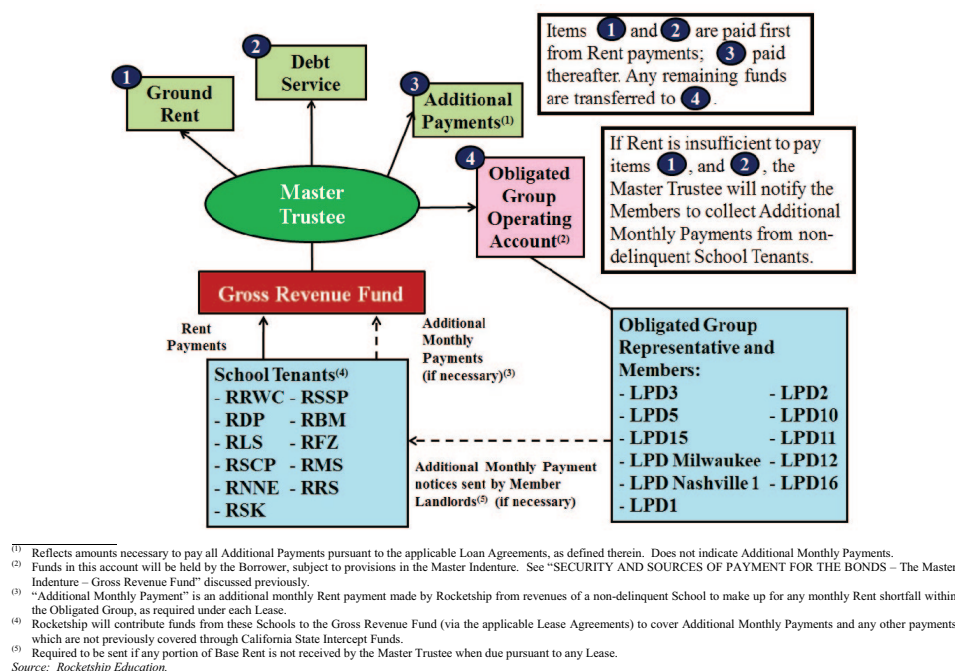 1
Ground
Rent
2
Debt
Service
3
Additional
Payments(1)
Items 1 and 2 are paid first
from Rent payments; 3 paid
thereafter. Any remaining funds
are transferred to 4.
If Rent is insufficient to pay
items 1, and 2, the
Master Trustee will notify the
Members to collect Additional
Monthly Payments from non-
delinquent School Tenants.
Master
Trustee
4
Obligated
Group
Operating
Account(2)
Gross Revenue Fund
Rent
Payments
Additional
Monthly
Payments
(if necessary)(3)
School Tenants(4)
- RRWC - RSSP
- RDP - RBM
- RLS - RFZ
- RSCP - RMS
- RNNE - RRS
- RSK
Additional Monthly Payment
notices sent by Member
Landlords(5) (if necessary)
Obligated Group
Representative and
Members:
- LPD3 - LPD2
- LPD5 - LPD10
- LPD15 - LPD11
- LPD Milwaukee - LPD12
- LPD Nashville 1 - LPD16
- LPD1
(1) Reflects amounts necessary to pay all Additional Payments pursuant to the applicable Loan Agreements, as defined therein. Does not indicate Additional Monthly Payments.
(2) Funds in this account will be held by the Borrower, subject to provisions in the Master Indenture. See “SECURITY AND SOURCES OF PAYMENT FOR THE BONDS – The Master
Indenture – Gross Revenue Fund” discussed previously.
(3) “Additional Monthly Payment” is an additional monthly Rent payment made by Rocketship from revenues of a non-delinquent School to make up for any monthly Rent shortfall within
the Obligated Group, as required under each Lease.
(4) Rocketship will contribute funds from these Schools to the Gross Revenue Fund (via the applicable Lease Agreements) to cover Additional Monthly Payments and any other payments
which are not previously covered through California State Intercept Funds.
(5) Required to be sent if any portion of Base Rent is not received by the Master Trustee when due pursuant to any Lease.
Source: Rocketship Education.